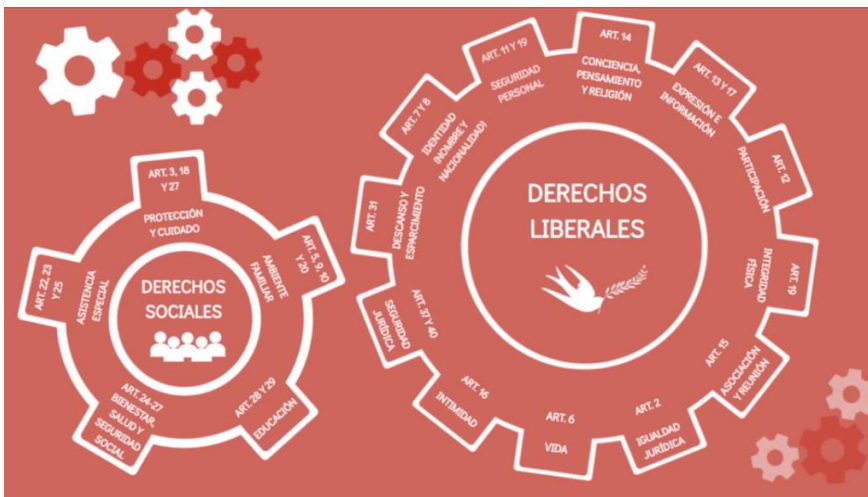 DERECHOS
SOCIALES
ART. 3, 18
Y 27
PROTECCIÓN
Y CUIDADO
ART. 5, 9, 10
Y 20
AMBIENTE
FAMILIAR
ART. 28 Y 29
EDUCACIÓN
ART. 24-27
BIENESTAR,
SALUD Y
SEGURIDAD
SOCIAL
ART. 22, 23
Y 25
ASISTENCIA
ESPECIAL
DERECHOS
LIBERALES
ART. 14
CONCIENCIA,
PENSAMIENTO
Y RELIGIÓN
ART. 13 Y 17
EXPRESIÓN E
INFORMACIÓN
ART. 12
PARTICIPACIÓN
ART. 19
INTEGRIDAD
FÍSICA
ART. 15
ASOCIACIÓN
Y REUNIÓN
ART. 2
IGUALDAD
JURÍDICA
ART. 6
VIDA
ART. 16
INTIMIDAD
ART. 37 Y 40
SEGURIDAD
JURÍDICA
ART. 31
DESCANSO Y
ESPARCIMIENTO
ART. 7 Y 8
IDENTIDAD
(NOMBRE Y
NACIONALIDAD)
ART. 11 Y 19
SEGURIDAD
PERSONAL